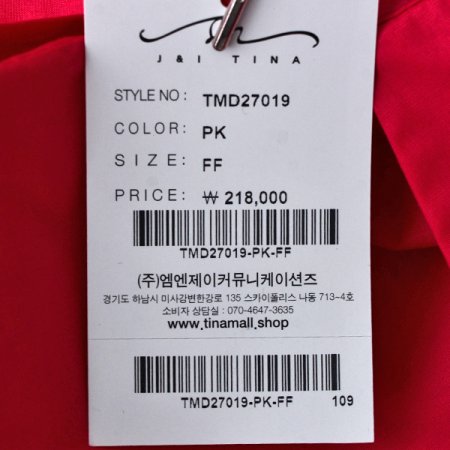 J & I TINA
STYLE NO : TMD27019
COLOR: PK
SIZE: FF
PRICE: ₩ 218,000
TMD27019-PK-FF
(주)엠엔제이커뮤니케이션즈
경기도 하남시 미사강변한강로 135 스카이폴리스 나동 713-4호
소비자 상담실 : 070-4647-3635
www.tinamall.shop
TMD27019-PK-FF 109